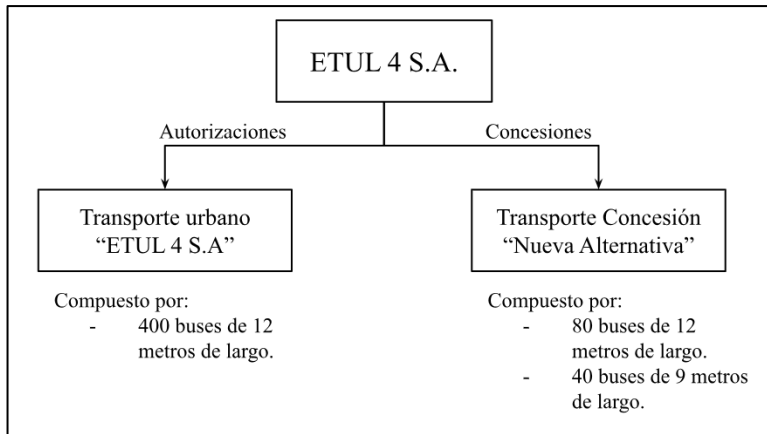 ETUL 4 S.A.
Autorizaciones
Concesiones
Transporte urbano
“ETUL 4 S.A”
Transporte Concesión
“Nueva Alternativa”
Compuesto por:
- 400 buses de 12
metros de largo.
Compuesto por:
- 80 buses de 12
metros de largo.
- 40 buses de 9 metros
de largo.